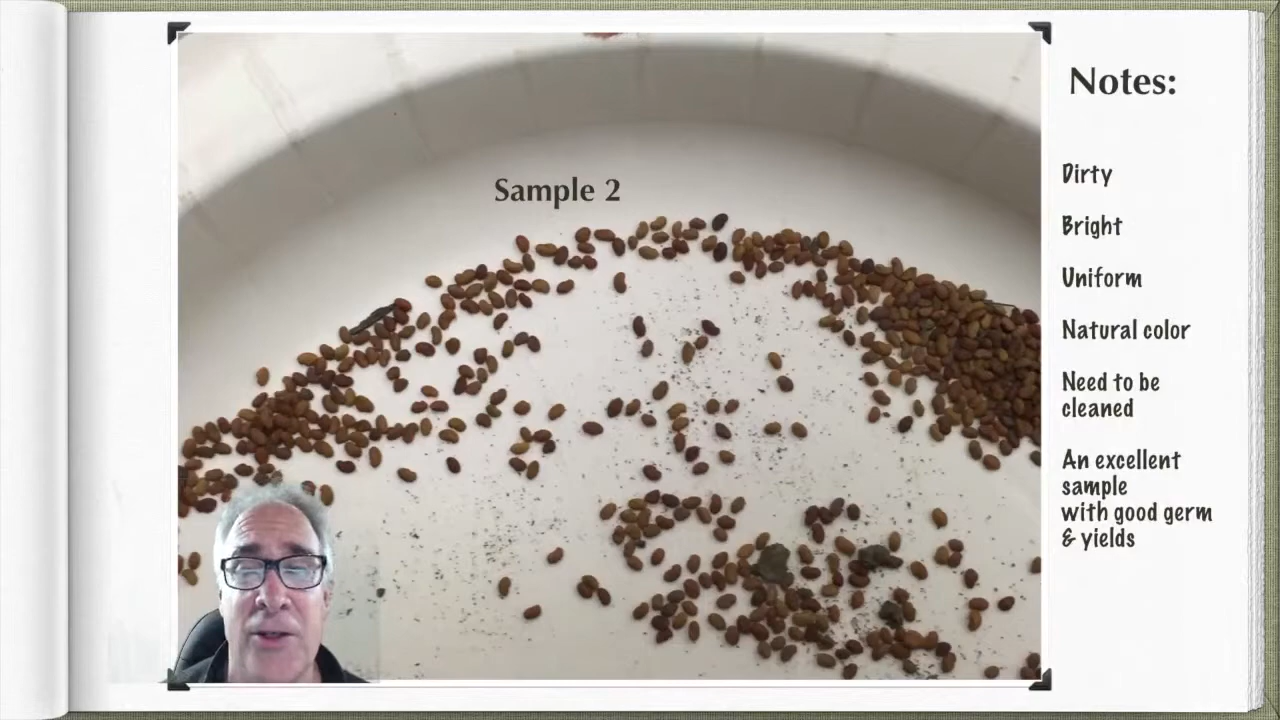 Sample 2
Notes:
Dirty
Bright
Uniform
Natural color
Need to be
cleaned
An excellent
sample
with good germ
& yields